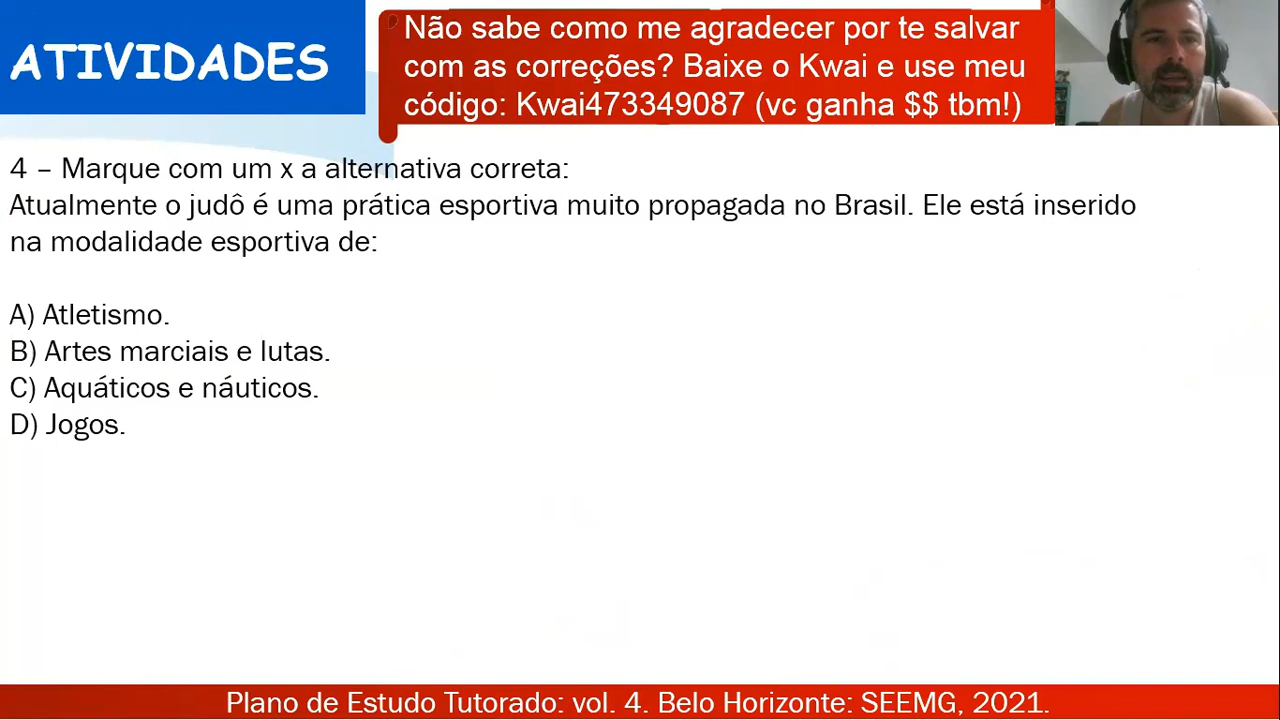 ATIVIDADES
Não sabe como me agradecer por te salvar
com as correções? Baixe o Kwai e use meu
código: Kwai473349087 (vc ganha $$ tbm!)
4 – Marque com um x a alternativa correta:
Atualmente o judô é uma prática esportiva muito propagada no Brasil. Ele está inserido
na modalidade esportiva de:
A) Atletismo.
B) Artes marciais e lutas.
C) Aquáticos e náuticos.
D) Jogos.
Plano de Estudo Tutorado: vol. 4. Belo Horizonte: SEEMG, 2021.